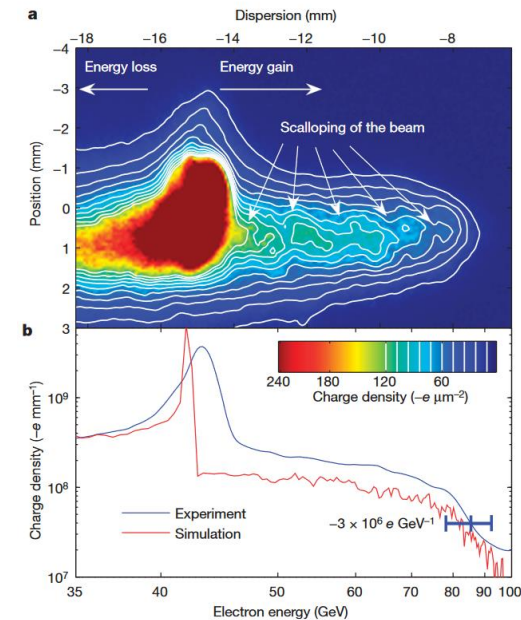 Dispersion (mm)
a
−18 −16 −14 −12 −10 −8
−4
Energy loss
Energy gain
−3
−2
Scalloping of the beam
−1
Position (mm)
0
1
2
b
3
10⁹
240 180 120 60
Charge density (−e μm⁻²)
Charge density (−e mm⁻¹)
10⁸
Experiment
−3 × 10⁶ e GeV⁻¹
Simulation
10⁷
35 40 50 60 70 80 90 100
Electron energy (GeV)